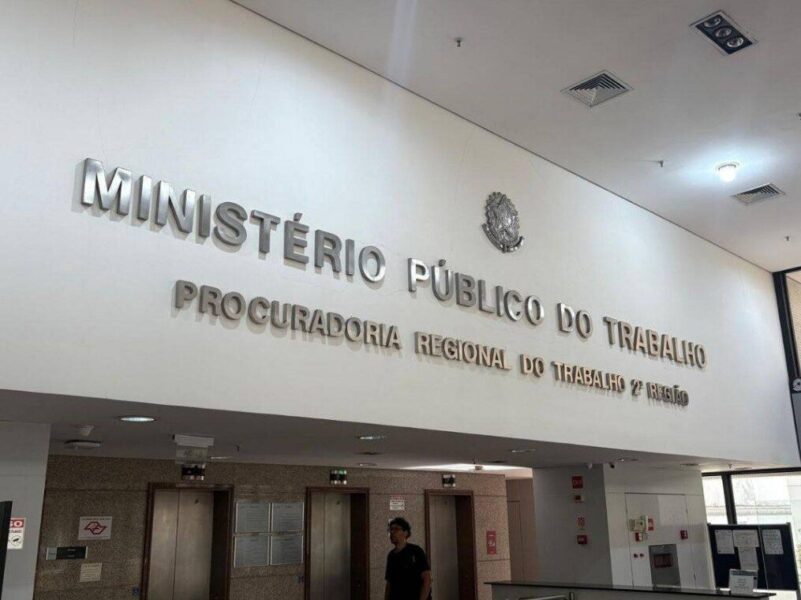 MINISTÉRIO PÚBLICO DO TRABALHO
PROCURADORIA REGIONAL DO TRABALHO 2ª REGIÃO